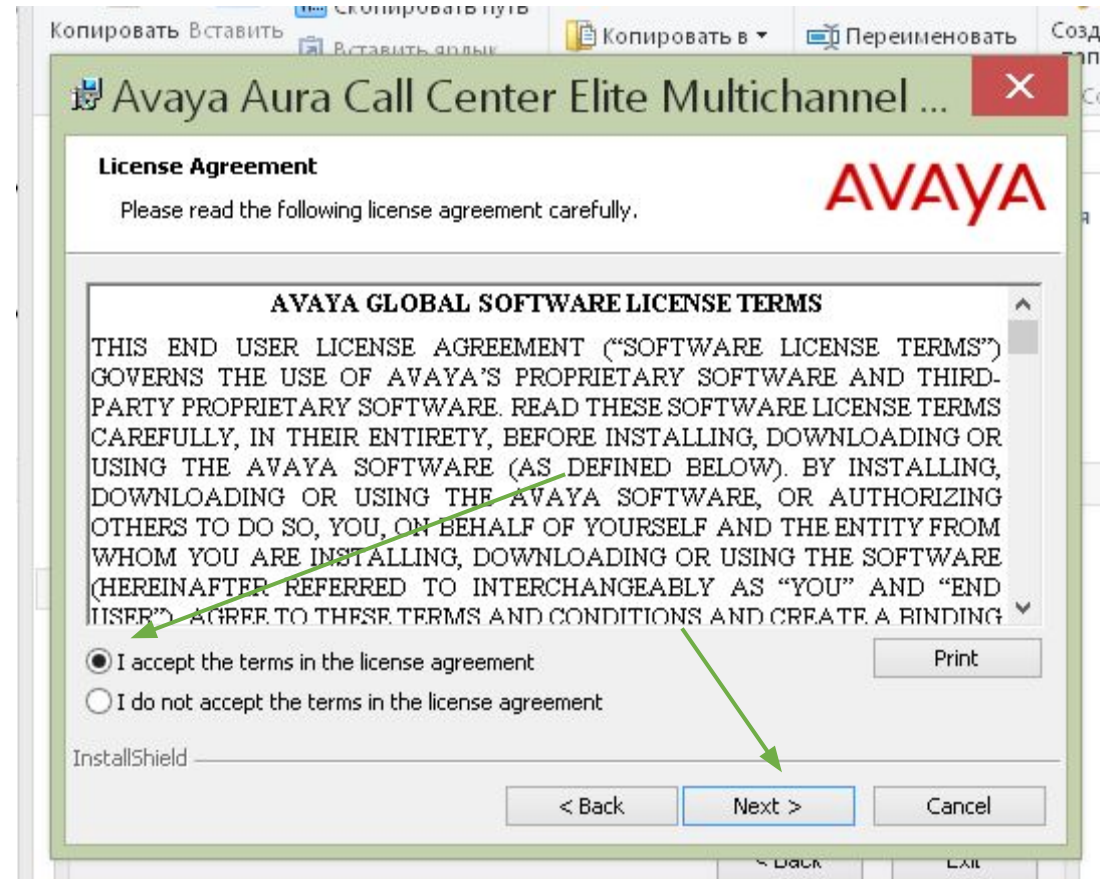 Скопировать путь
Копировать Вставить
Вставить ярлык
Копировать в
Переименовать
Avaya Aura Call Center Elite Multichannel ...
License Agreement
Please read the following license agreement carefully.
AVAYA
AVAYA GLOBAL SOFTWARE LICENSE TERMS
THIS END USER LICENSE AGREEMENT (“SOFTWARE LICENSE TERMS”)
GOVERNS THE USE OF AVAYA’S PROPRIETARY SOFTWARE AND THIRD-
PARTY PROPRIETARY SOFTWARE. READ THESE SOFTWARE LICENSE TERMS
CAREFULLY, IN THEIR ENTIRETY, BEFORE INSTALLING, DOWNLOADING OR
USING THE AVAYA SOFTWARE (AS DEFINED BELOW). BY INSTALLING,
DOWNLOADING OR USING THE AVAYA SOFTWARE, OR AUTHORIZING
OTHERS TO DO SO, YOU, ON BEHALF OF YOURSELF AND THE ENTITY FROM
WHOM YOU ARE INSTALLING, DOWNLOADING OR USING THE SOFTWARE
(HEREINAFTER REFERRED TO INTERCHANGEABLY AS “YOU” AND “END
USER”), AGREE TO THESE TERMS AND CONDITIONS AND CREATE A BINDING
I accept the terms in the license agreement
Print
I do not accept the terms in the license agreement
InstallShield
< Back
Next >
Cancel
< Back
Exit